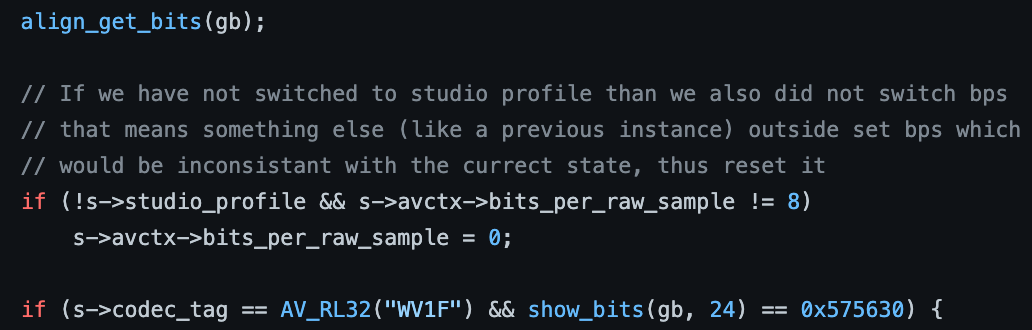 align_get_bits(gb);
// If we have not switched to studio profile than we also did not switch bps
// that means something else (like a previous instance) outside set bps which
// would be inconsistant with the currect state, thus reset it
if (!s->studio_profile && s->avctx->bits_per_raw_sample != 8)
    s->avctx->bits_per_raw_sample = 0;
if (s->codec_tag == AV_RL32("WV1F") && show_bits(gb, 24) == 0x575630) {